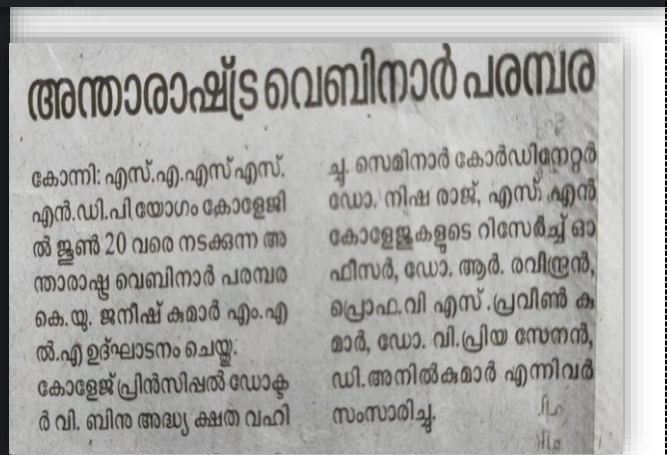 അന്താരാഷ്ട്ര വെബിനാർ പരമ്പര
കോന്നി: എസ്.എ.എസ് എസ്.
എൻ.ഡി.പി യോഗം കോളേജി
ൽ ജൂൺ 20 വരെ നടക്കുന്ന അ
ന്താരാഷ്ട്ര വെബിനാർ പരമ്പര
കെ.യു. ജനീഷ് കുമാർ എം.എ
ൽ.എ ഉദ്ഘാടനം ചെയ്തു.
കോളേജ് പ്രിൻസിപ്പൽ ഡോക്ട
ർ വി. ബിനു അദ്ധ്യ ക്ഷത വഹി
ച്ചു. സെമിനാർ കോർഡിനേറ്റർ
ഡോ. നിഷ രാജ്, എസ്. എൻ
കോളേജുകളുടെ റിസേർച്ച് ഓ
ഫീസർ, ഡോ. ആർ. രവീന്ദ്രൻ,
പ്രൊഫ.വി എസ് .പ്രവീൺ കു
മാർ, ഡോ. വി.പ്രിയ സേനൻ,
ഡി.അനിൽകുമാർ എന്നിവർ
സംസാരിച്ചു.